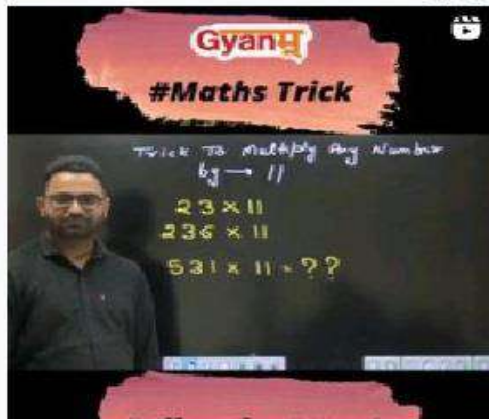 Gyanम्
#Maths Trick
Trick To Multiply Any Number
by → 11
23 × 11
236 × 11
531 × 11 = ??